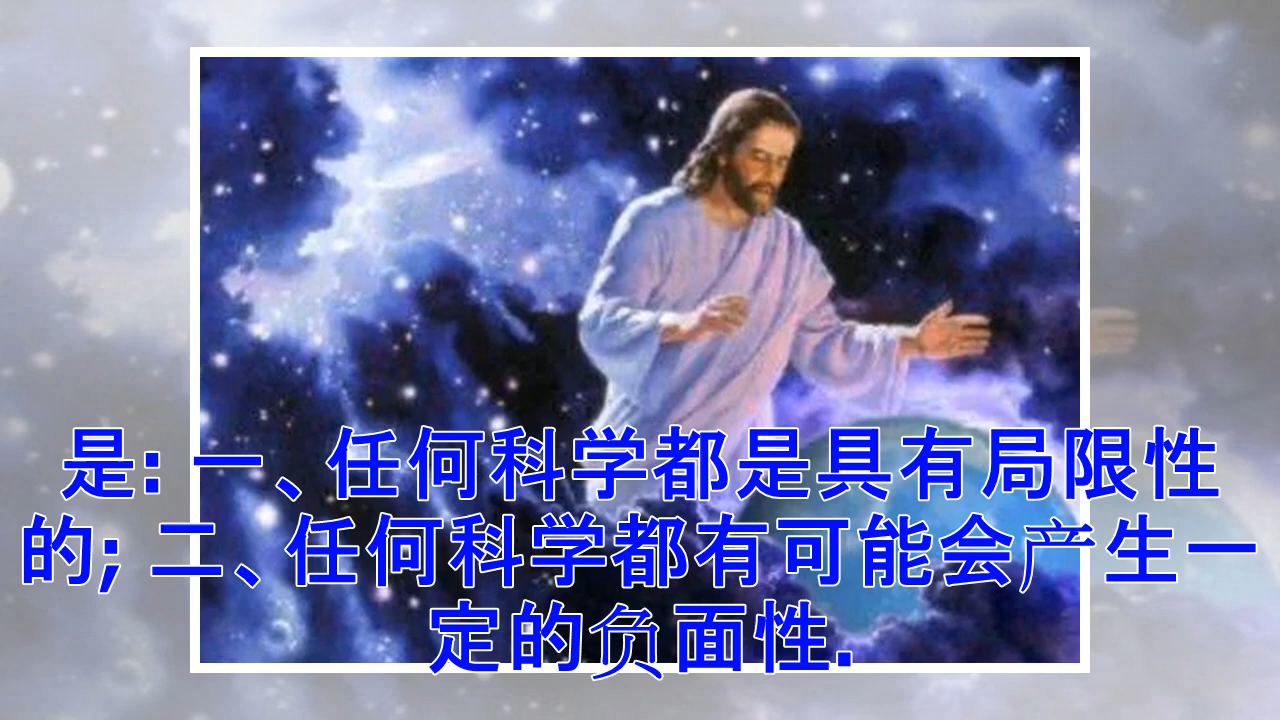 是: 一、任何科学都是具有局限性
的; 二、任何科学都有可能会产生一
定的负面性.